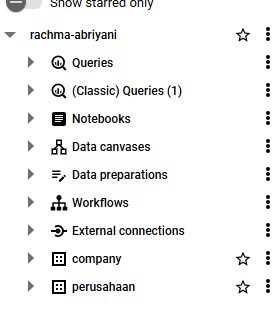 Show starred only
rachma-abriyani
Queries
(Classic) Queries (1)
Notebooks
Data canvases
Data preparations
Workflows
External connections
company
perusahaan